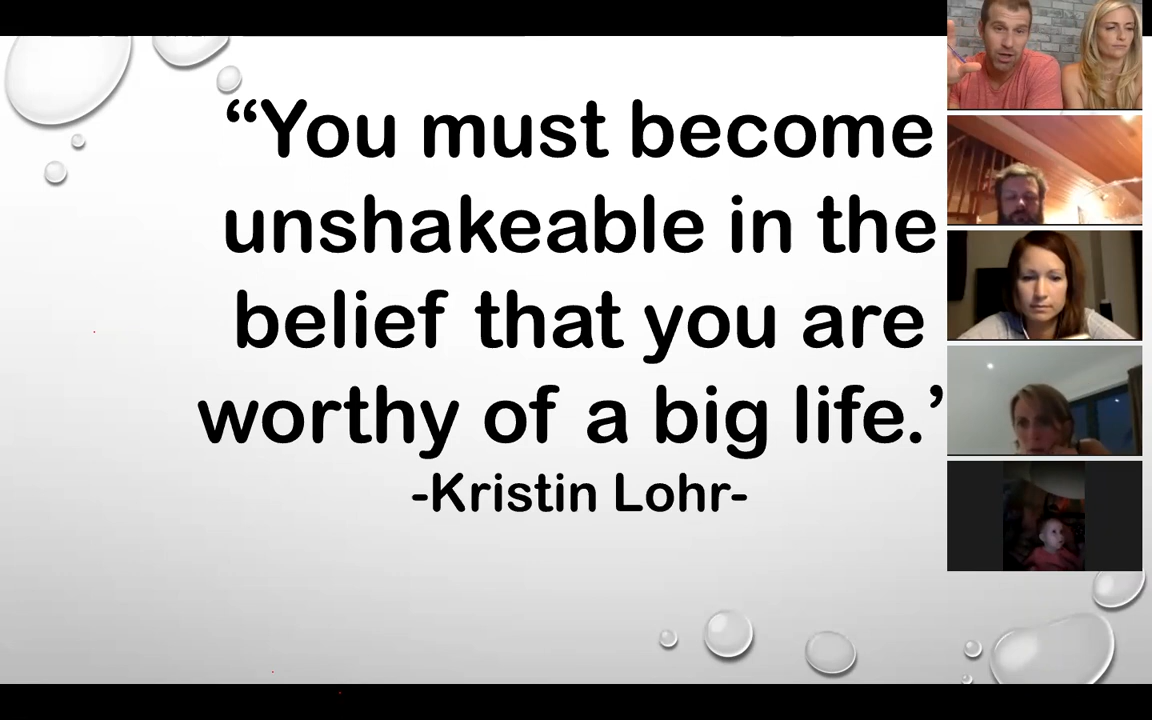 “You must become
unshakeable in the
belief that you are
worthy of a big life.’
-Kristin Lohr-